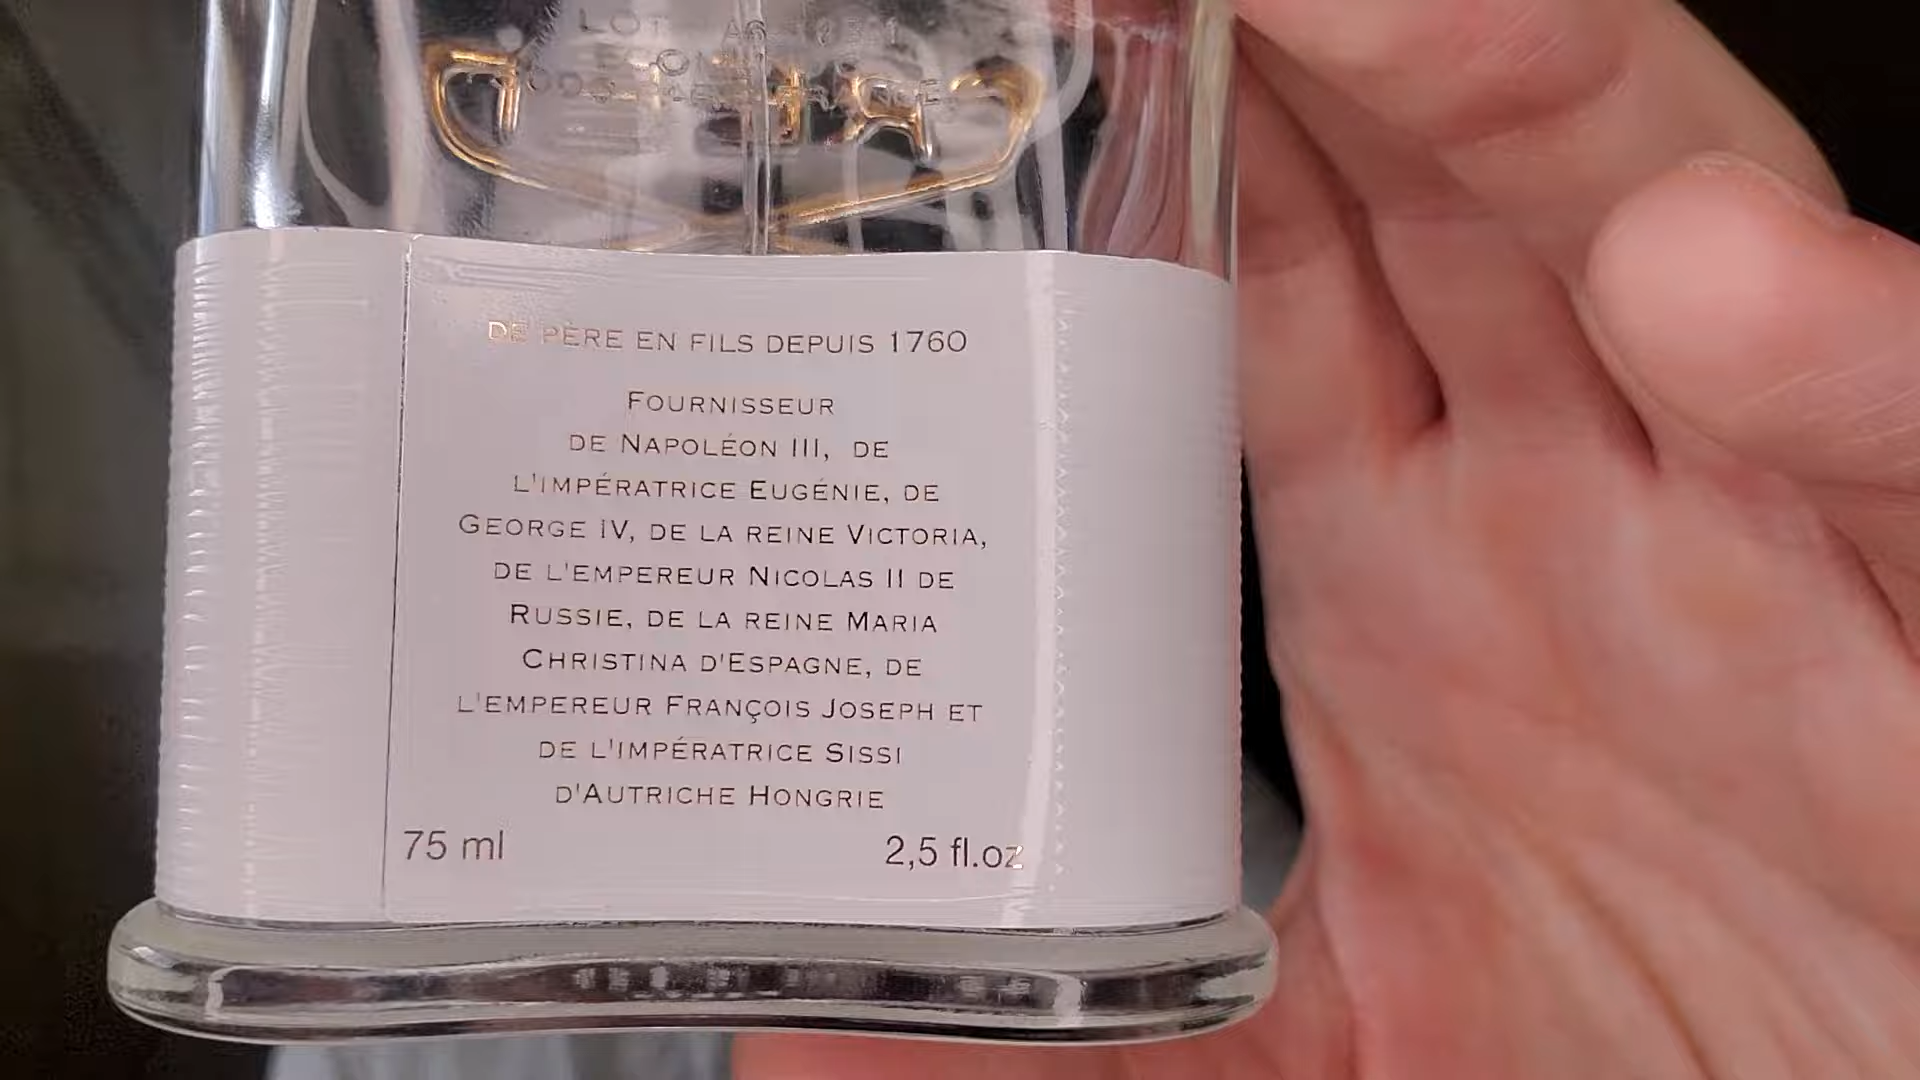 LOT
DE PÈRE EN FILS DEPUIS 1760
FOURNISSEUR
DE NAPOLÉON III, DE
L'IMPÉRATRICE EUGÉNIE, DE
GEORGE IV, DE LA REINE VICTORIA,
DE L'EMPEREUR NICOLAS II DE
RUSSIE, DE LA REINE MARIA
CHRISTINA D'ESPAGNE, DE
L'EMPEREUR FRANÇOIS JOSEPH ET
DE L'IMPÉRATRICE SISSI
D'AUTRICHE HONGRIE
75 ml
2,5 fl.oz